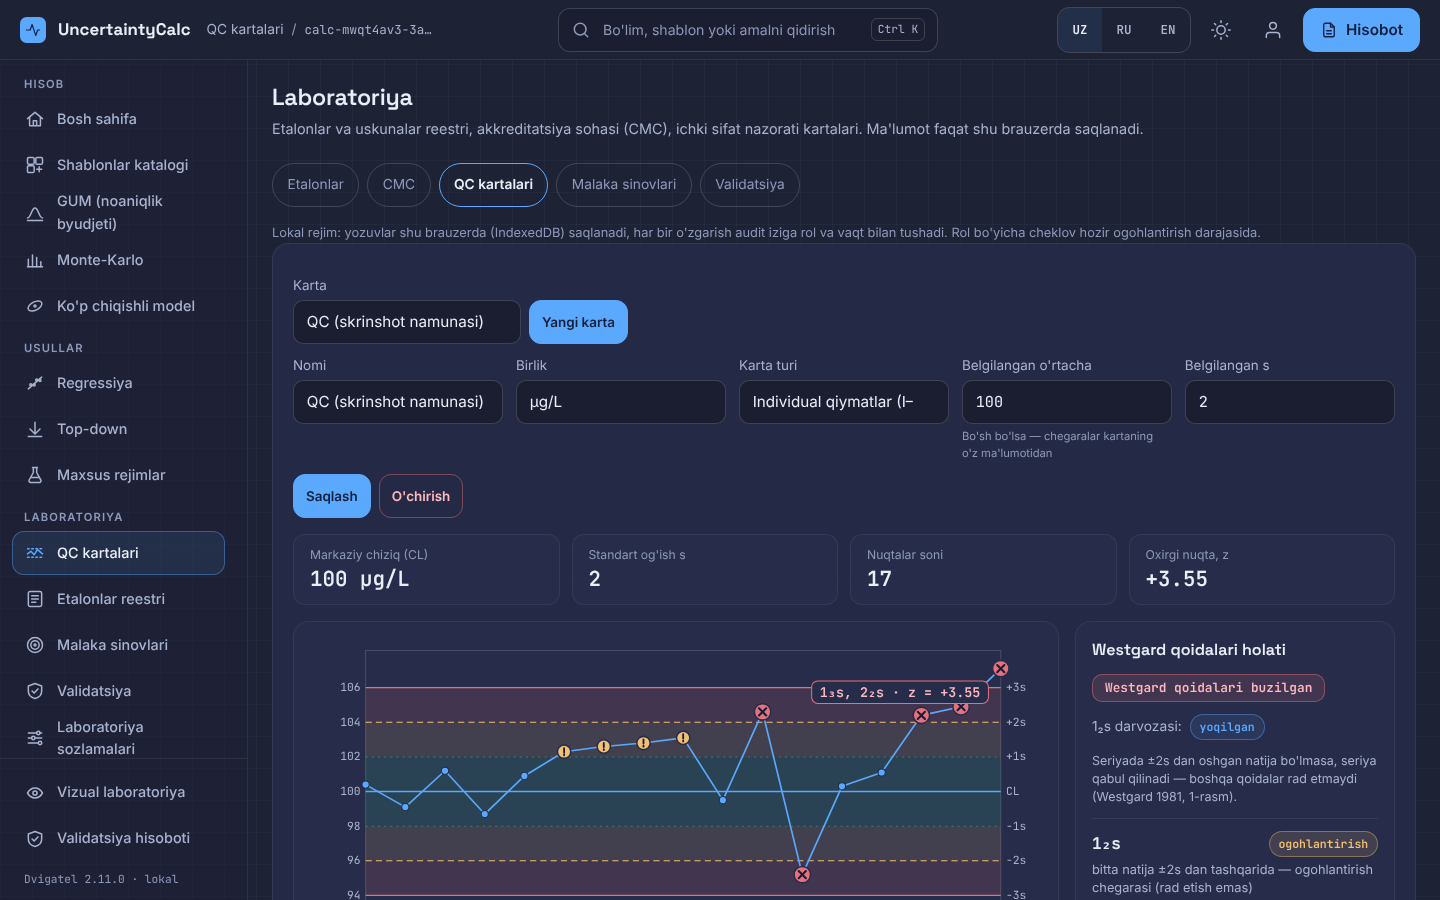 UncertaintyCalc
QC kartalari / calc-mwqt4av3-3a…
Bo'lim, shablon yoki amalni qidirish
Ctrl K
UZ
RU
EN
Hisobot
HISOB
Bosh sahifa
Shablonlar katalogi
GUM (noaniqlik
byudjeti)
Monte-Karlo
Ko'p chiqishli model
USULLAR
Regressiya
Top-down
Maxsus rejimlar
LABORATORIYA
QC kartalari
Etalonlar reestri
Malaka sinovlari
Validatsiya
Laboratoriya
sozlamalari
Vizual laboratoriya
Validatsiya hisoboti
Dvigatel 2.11.0 · lokal
Laboratoriya
Etalonlar va uskunalar reestri, akkreditatsiya sohasi (CMC), ichki sifat nazorati kartalari. Ma'lumot faqat shu brauzerda saqlanadi.
Etalonlar
CMC
QC kartalari
Malaka sinovlari
Validatsiya
Lokal rejim: yozuvlar shu brauzerda (IndexedDB) saqlanadi, har bir o'zgarish audit iziga rol va vaqt bilan tushadi. Rol bo'yicha cheklov hozir ogohlantirish darajasida.
Karta
QC (skrinshot namunasi)
Yangi karta
Nomi
Birlik
Karta turi
Belgilangan o'rtacha
Belgilangan s
QC (skrinshot namunasi)
µg/L
Individual qiymatlar (I–
100
2
Bo'sh bo'lsa — chegaralar kartaning
o'z ma'lumotidan
Saqlash
O'chirish
Markaziy chiziq (CL)
100 µg/L
Standart og'ish s
2
Nuqtalar soni
17
Oxirgi nuqta, z
+3.55
106
104
102
100
98
96
94
1₃s, 2₂s · z = +3.55
+3s
+2s
+1s
CL
-1s
-2s
-3s
Westgard qoidalari holati
Westgard qoidalari buzilgan
1₂s darvozasi:
yoqilgan
Seriyada ±2s dan oshgan natija bo'lmasa, seriya
qabul qilinadi — boshqa qoidalar rad etmaydi
(Westgard 1981, 1-rasm).
1₂s
ogohlantirish
bitta natija ±2s dan tashqarida — ogohlantirish
chegarasi (rad etish emas)